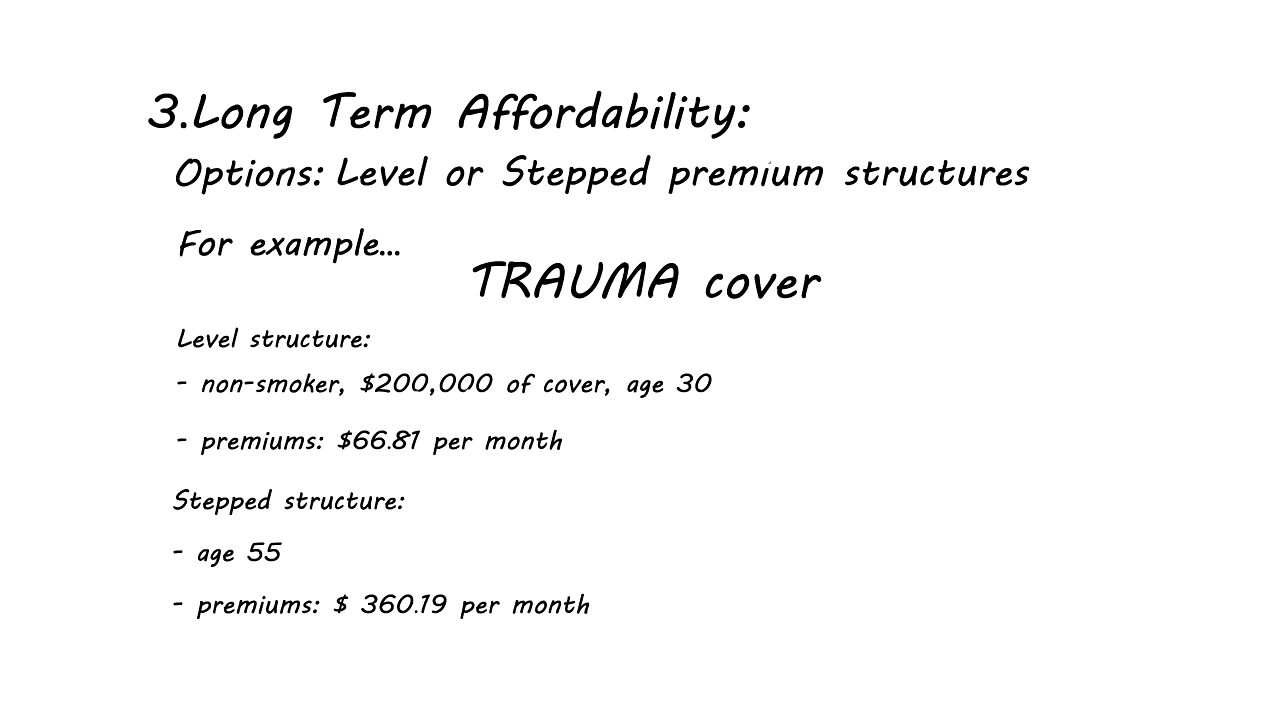 3.Long Term Affordability:
Options: Level or Stepped premium structures
For example...
TRAUMA cover
Level structure:
- non-smoker, $200,000 of cover, age 30
- premiums: $66.81 per month
Stepped structure:
- age 55
- premiums: $ 360.19 per month